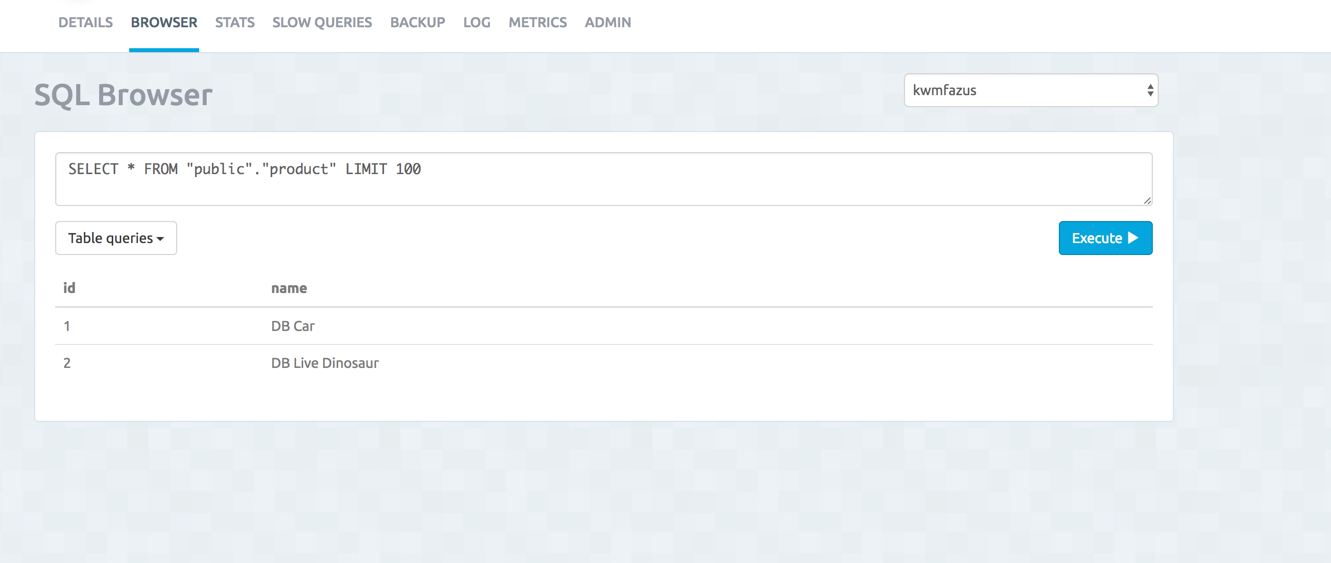 DETAILS BROWSER STATS SLOW QUERIES BACKUP LOG METRICS ADMIN
SQL Browser
kwmfazus
SELECT * FROM "public"."product" LIMIT 100
Table queries
Execute
id name
1 DB Car
2 DB Live Dinosaur